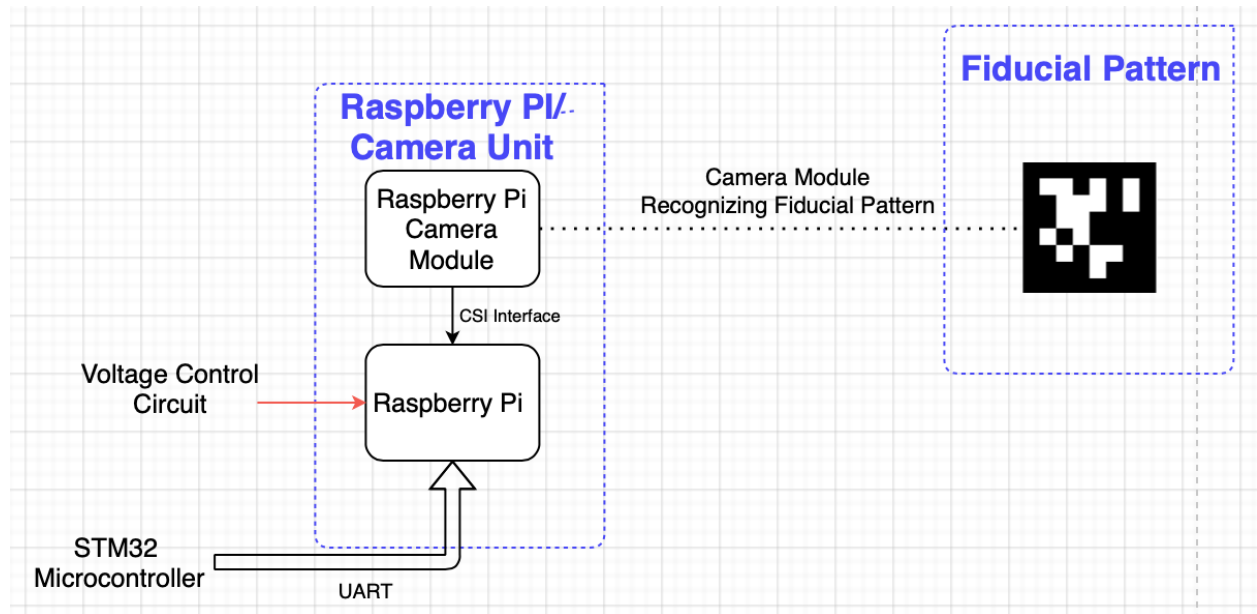 Fiducial Pattern
Raspberry PI/
Camera Unit
Camera Module
Recognizing Fiducial Pattern
Raspberry Pi
Camera
Module
CSI Interface
Voltage Control
Circuit
Raspberry Pi
STM32
Microcontroller
UART